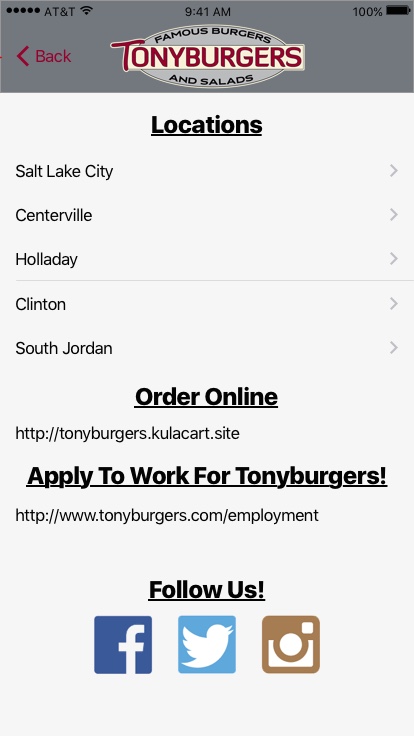 AT&T 9:41 AM 100%
Back
FAMOUS BURGERS
TONYBURGERS
AND SALADS
Locations
Salt Lake City
Centerville
Holladay
Clinton
South Jordan
Order Online
http://tonyburgers.kulacart.site
Apply To Work For Tonyburgers!
http://www.tonyburgers.com/employment
Follow Us!